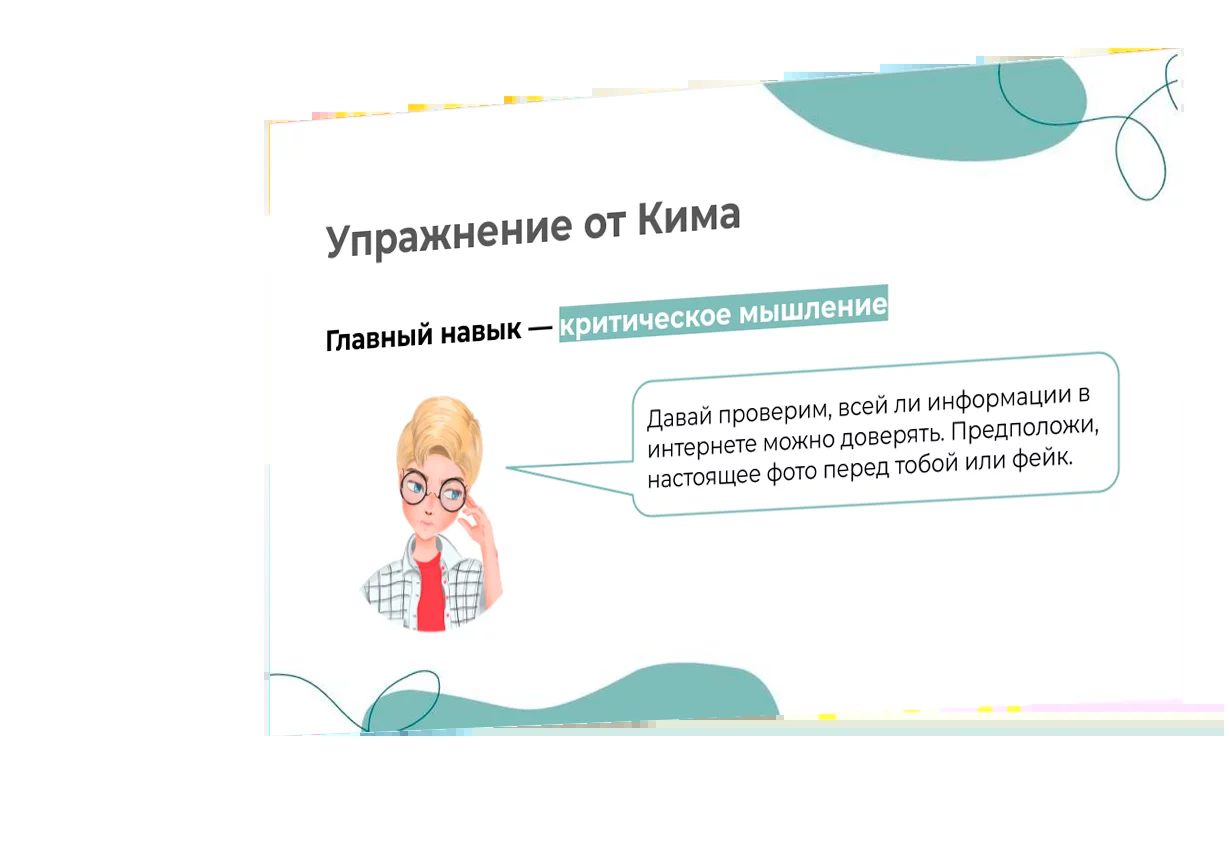 Упражнение от Кима
Главный навык — критическое мышление
Давай проверим, всей ли информации в
интернете можно доверять. Предположи,
настоящее фото перед тобой или фейк.